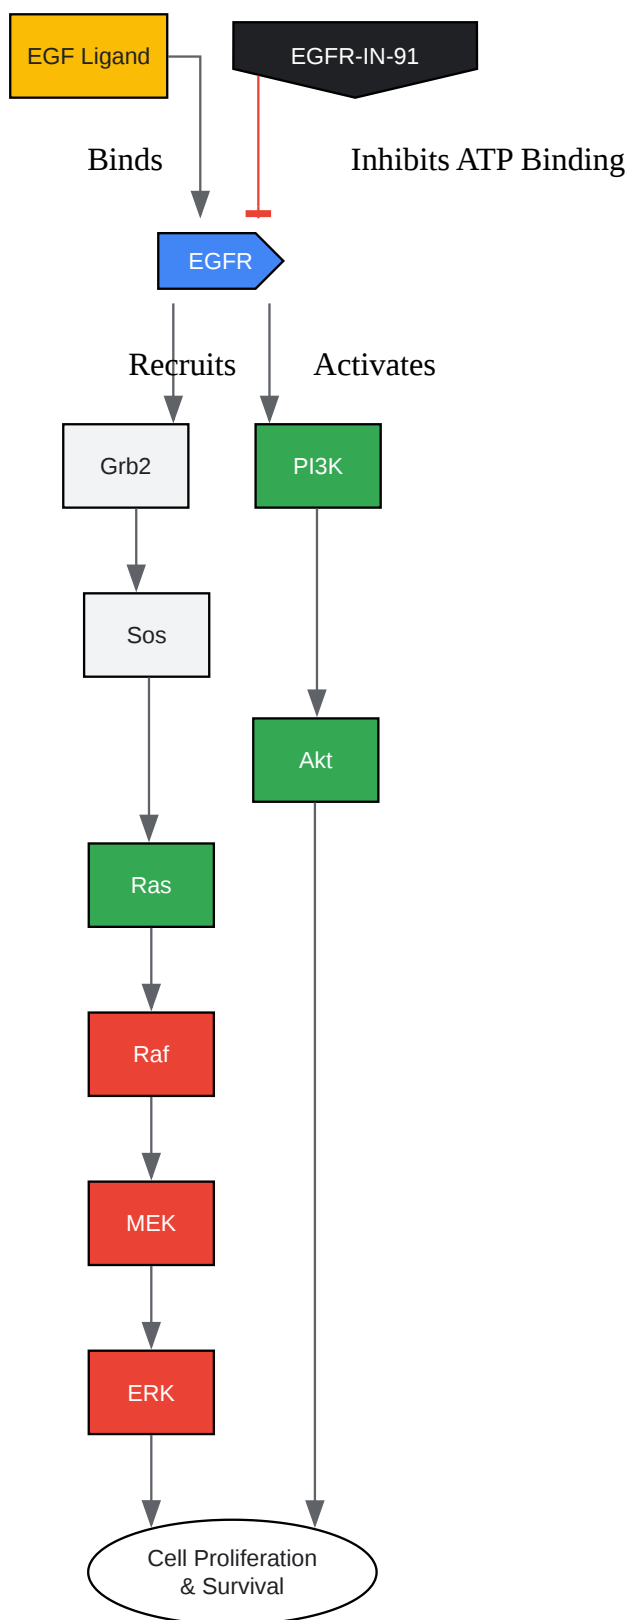 EGF Ligand
EGFR-IN-91
Binds
Inhibits ATP Binding
EGFR
Recruits
Activates
Grb2
PI3K
Sos
Akt
Ras
Raf
MEK
ERK
Cell Proliferation
& Survival